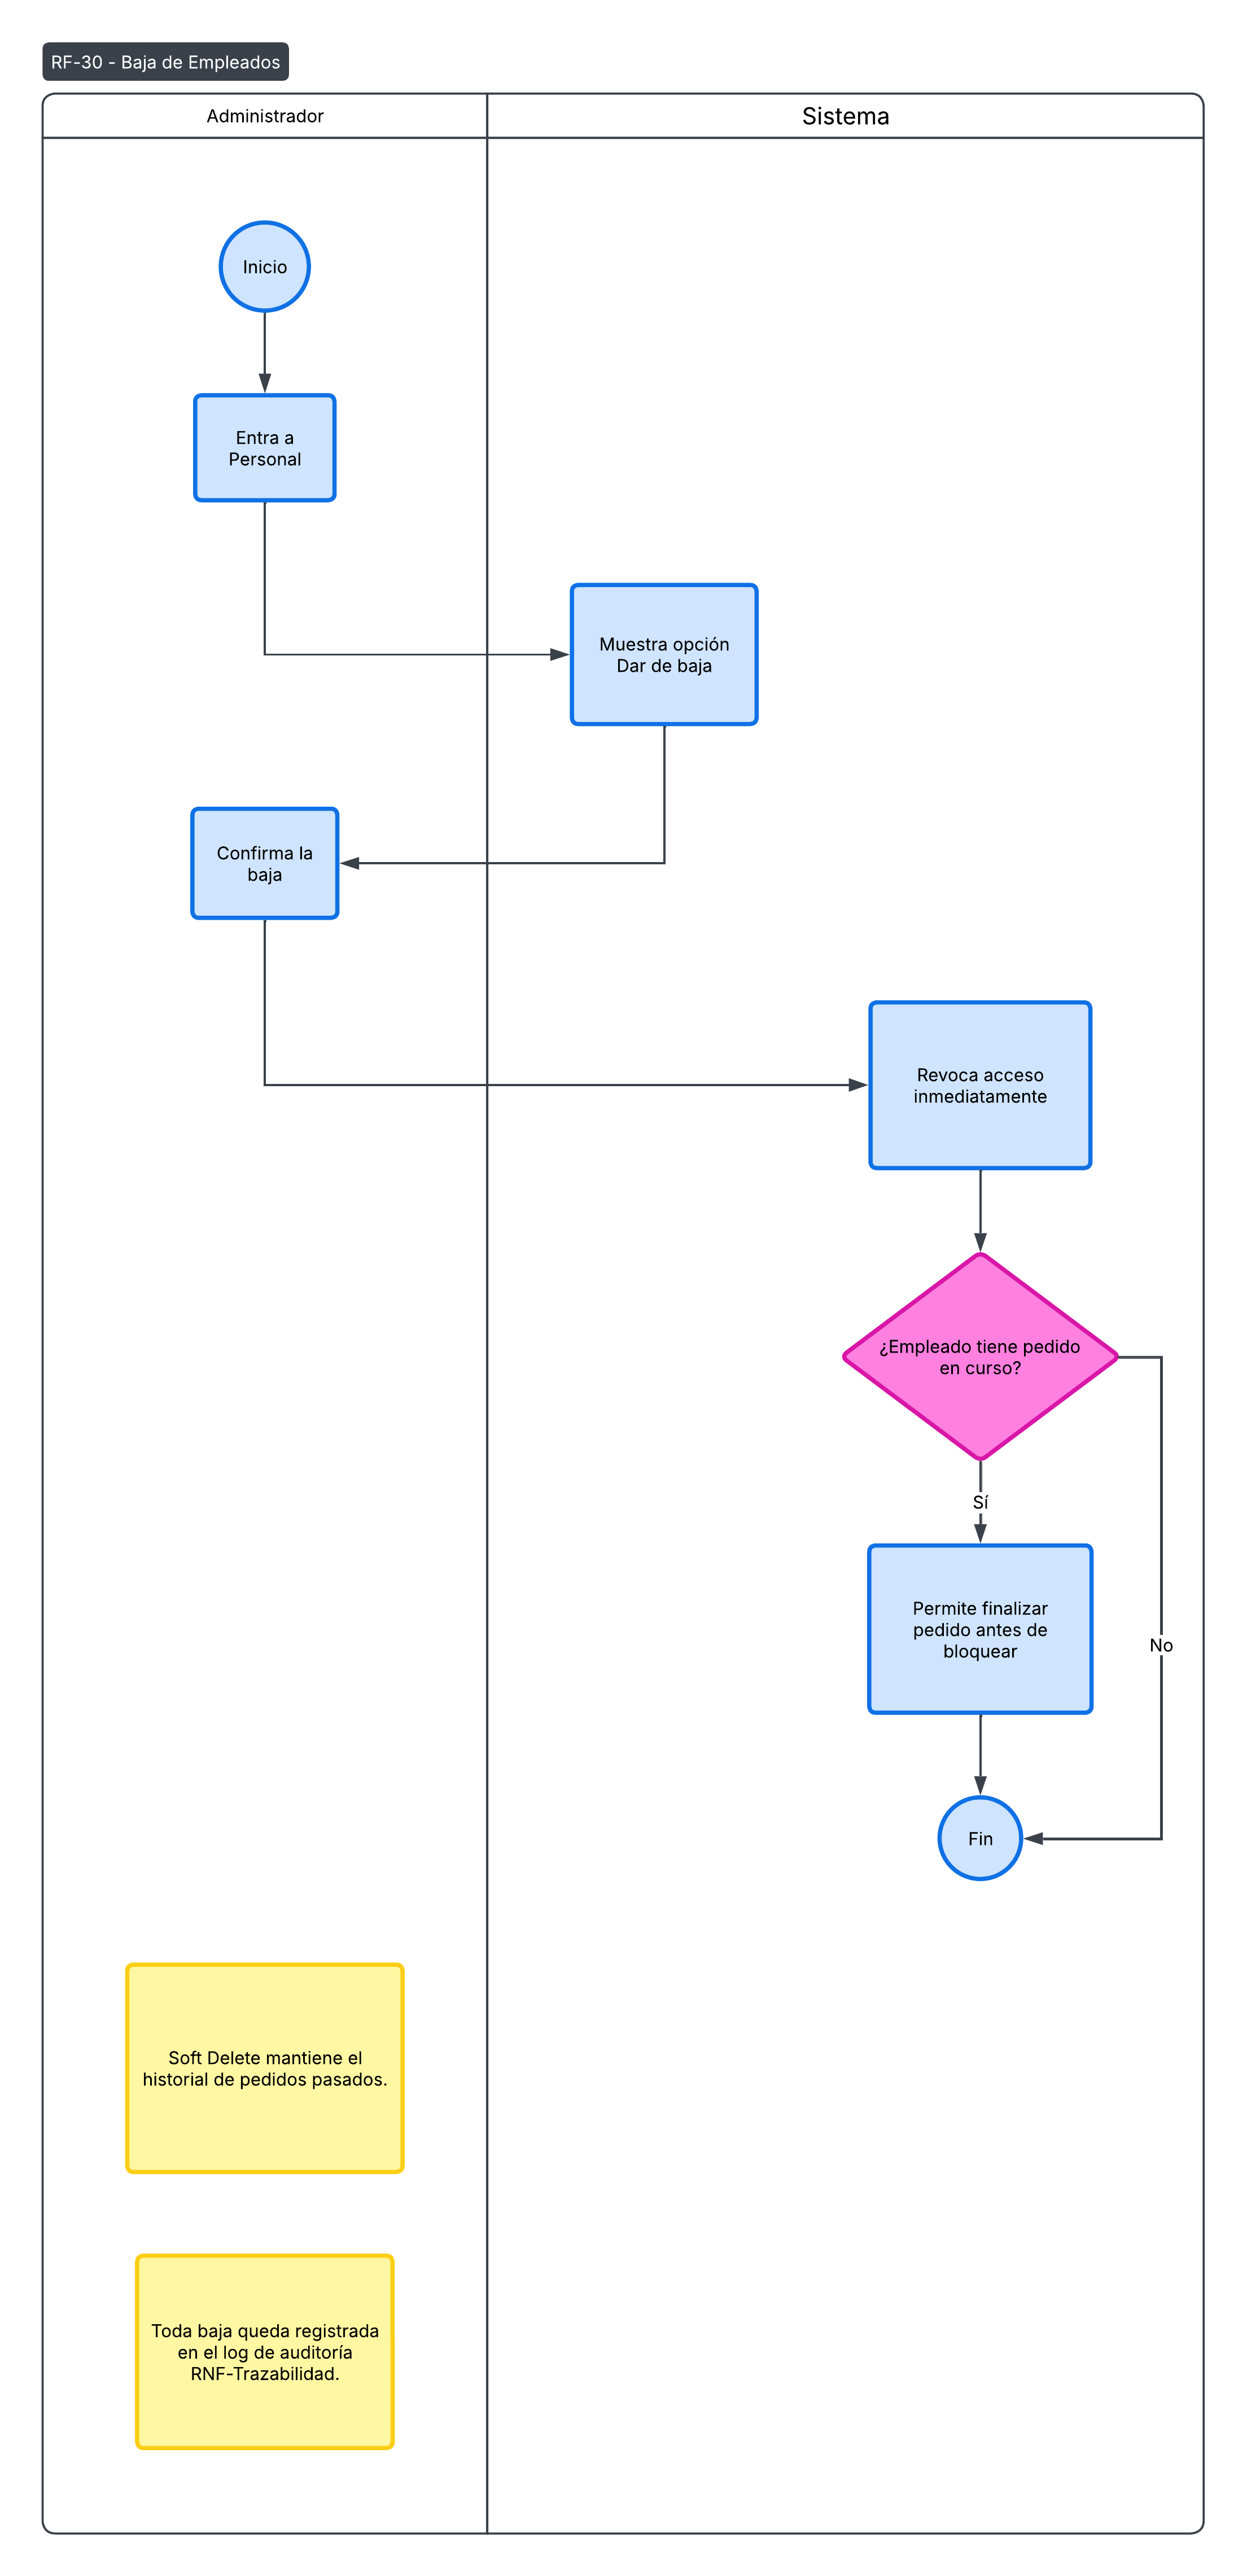 RF-30 - Baja de Empleados
Administrador
Sistema
Inicio
Entra a
Personal
Muestra opción
Dar de baja
Confirma la
baja
Revoca acceso
inmediatamente
¿Empleado tiene pedido
en curso?
Sí
Permite finalizar
pedido antes de
bloquear
No
Fin
Soft Delete mantiene el
historial de pedidos pasados.
Toda baja queda registrada
en el log de auditoría
RNF-Trazabilidad.